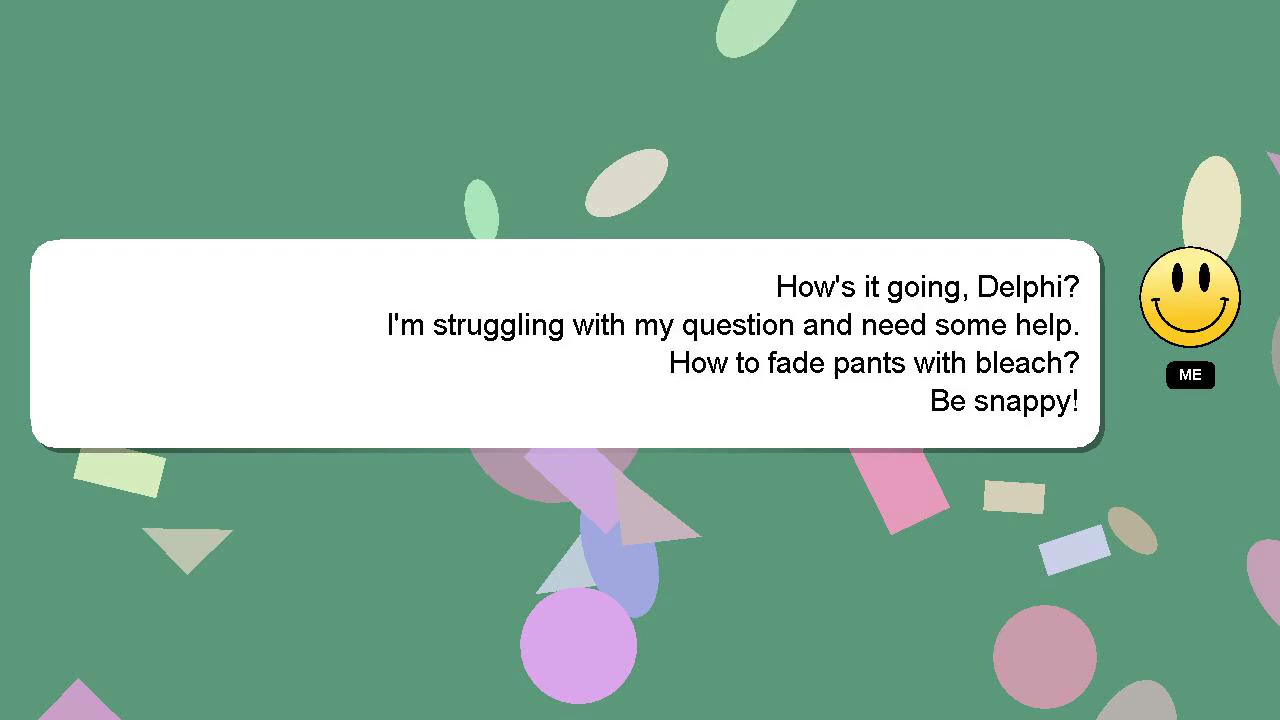 How's it going, Delphi?
I'm struggling with my question and need some help.
How to fade pants with bleach?
Be snappy!
ME